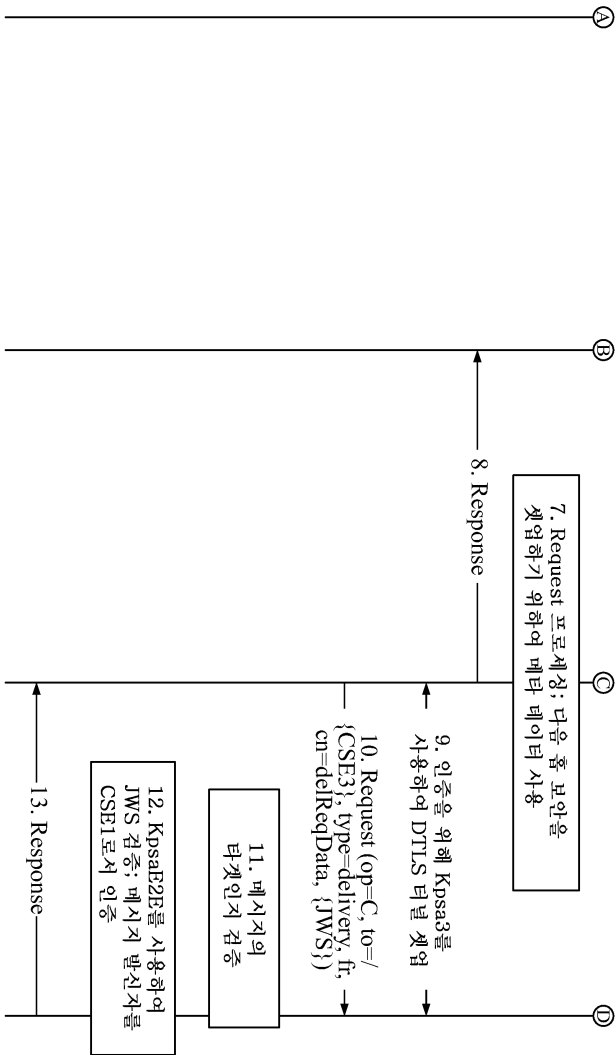 A
B
C
D
7. Request 프로세싱; 다음 홉 보안을
셋업하기 위하여 메타 데이터 사용
8. Response
9. 인증을 위해 Kpsa3를
사용하여 DTLS 터널 셋업
10. Request (op=C, to=/
{CSE3}, type=delivery, fr,
cn=delReqData, {JWS})
11. 메시지의
타겟인지 검증
12. KpsaE2E를 사용하여
JWS 검증; 메시지 발신자를
CSE1로서 인증
13. Response